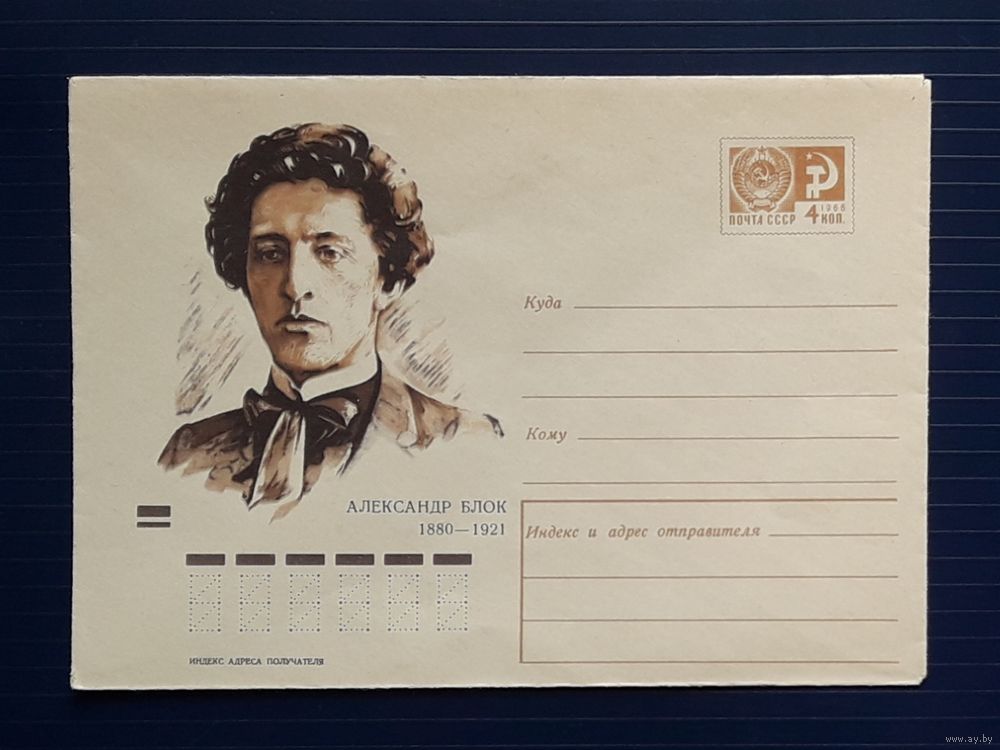 ПОЧТА СССР
1966
4 КОП.
Куда
Кому
АЛЕКСАНДР БЛОК
1880—1921
Индекс и адрес отправителя
ИНДЕКС АДРЕСА ПОЛУЧАТЕЛЯ
www.ay.by